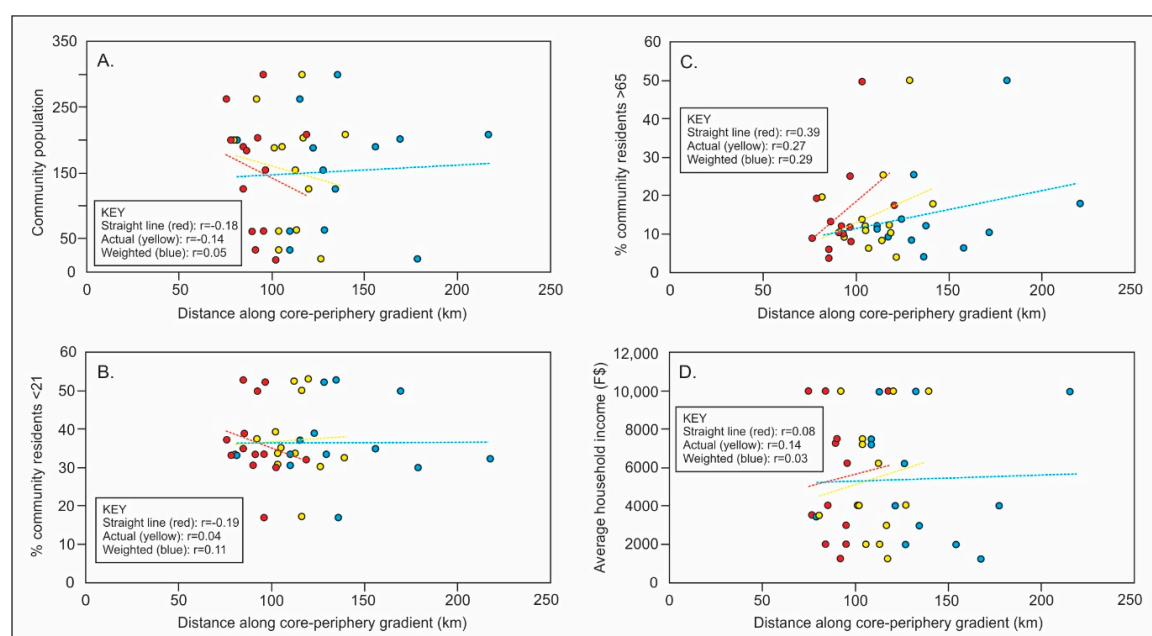 A.
350
250
200
150
50
0
Community population
KEY
Straight line (red): r=-0.18
Actual (yellow): r=-0.14
Weighted (blue): r=0.05
0 50 100 150 200 250
Distance along core-periphery gradient (km)
C.
60
50
40
30
20
10
0
% community residents >65
KEY
Straight line (red): r=0.39
Actual (yellow): r=0.27
Weighted (blue): r=0.29
0 50 100 150 200 250
Distance along core-periphery gradient (km)
B.
60
50
40
30
20
10
0
% community residents <21
KEY
Straight line (red): r=-0.19
Actual (yellow): r=0.04
Weighted (blue): r=0.11
0 50 100 150 200 250
Distance along core-periphery gradient (km)
D.
12,000
10,000
8000
6000
4000
2000
0
Average household income (F$)
KEY
Straight line (red): r=0.08
Actual (yellow): r=0.14
Weighted (blue): r=0.03
0 50 100 150 200 250
Distance along core-periphery gradient (km)